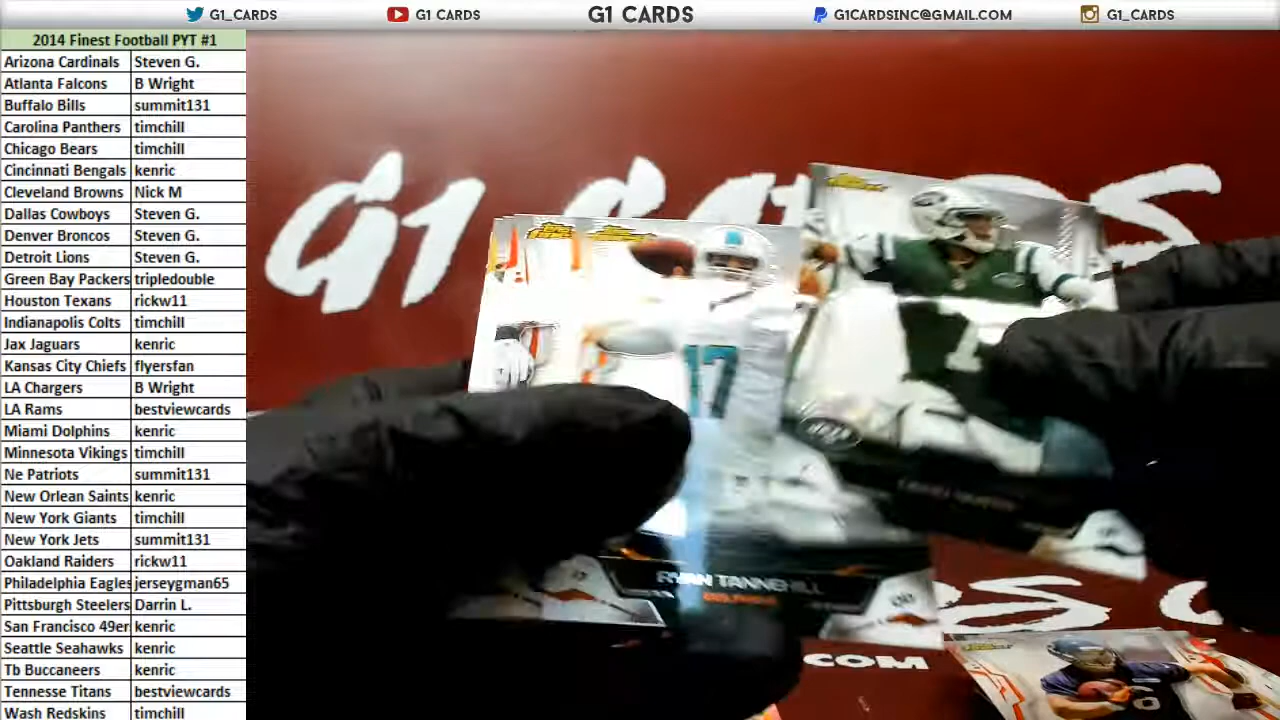 G1_CARDS
G1 CARDS
G1 CARDS
G1CARDSINC@GMAIL.COM
G1_CARDS
2014 Finest Football PYT #1
Arizona Cardinals Steven G.
Atlanta Falcons B Wright
Buffalo Bills summit131
Carolina Panthers timchill
Chicago Bears timchill
Cincinnati Bengals kenric
Cleveland Browns Nick M
Dallas Cowboys Steven G.
Denver Broncos Steven G.
Detroit Lions Steven G.
Green Bay Packers tripledouble
Houston Texans rickw11
Indianapolis Colts timchill
Jax Jaguars kenric
Kansas City Chiefs flyersfan
LA Chargers B Wright
LA Rams bestviewcards
Miami Dolphins kenric
Minnesota Vikings timchill
Ne Patriots summit131
New Orlean Saints kenric
New York Giants timchill
New York Jets summit131
Oakland Raiders rickw11
Philadelphia Eagles jerseygman65
Pittsburgh Steelers Darrin L.
San Francisco 49er kenric
Seattle Seahawks kenric
Tb Buccaneers kenric
Tennesse Titans bestviewcards
Wash Redskins timchill
G1
17
RYAN TANNEHILL
DOLPHINS
COM